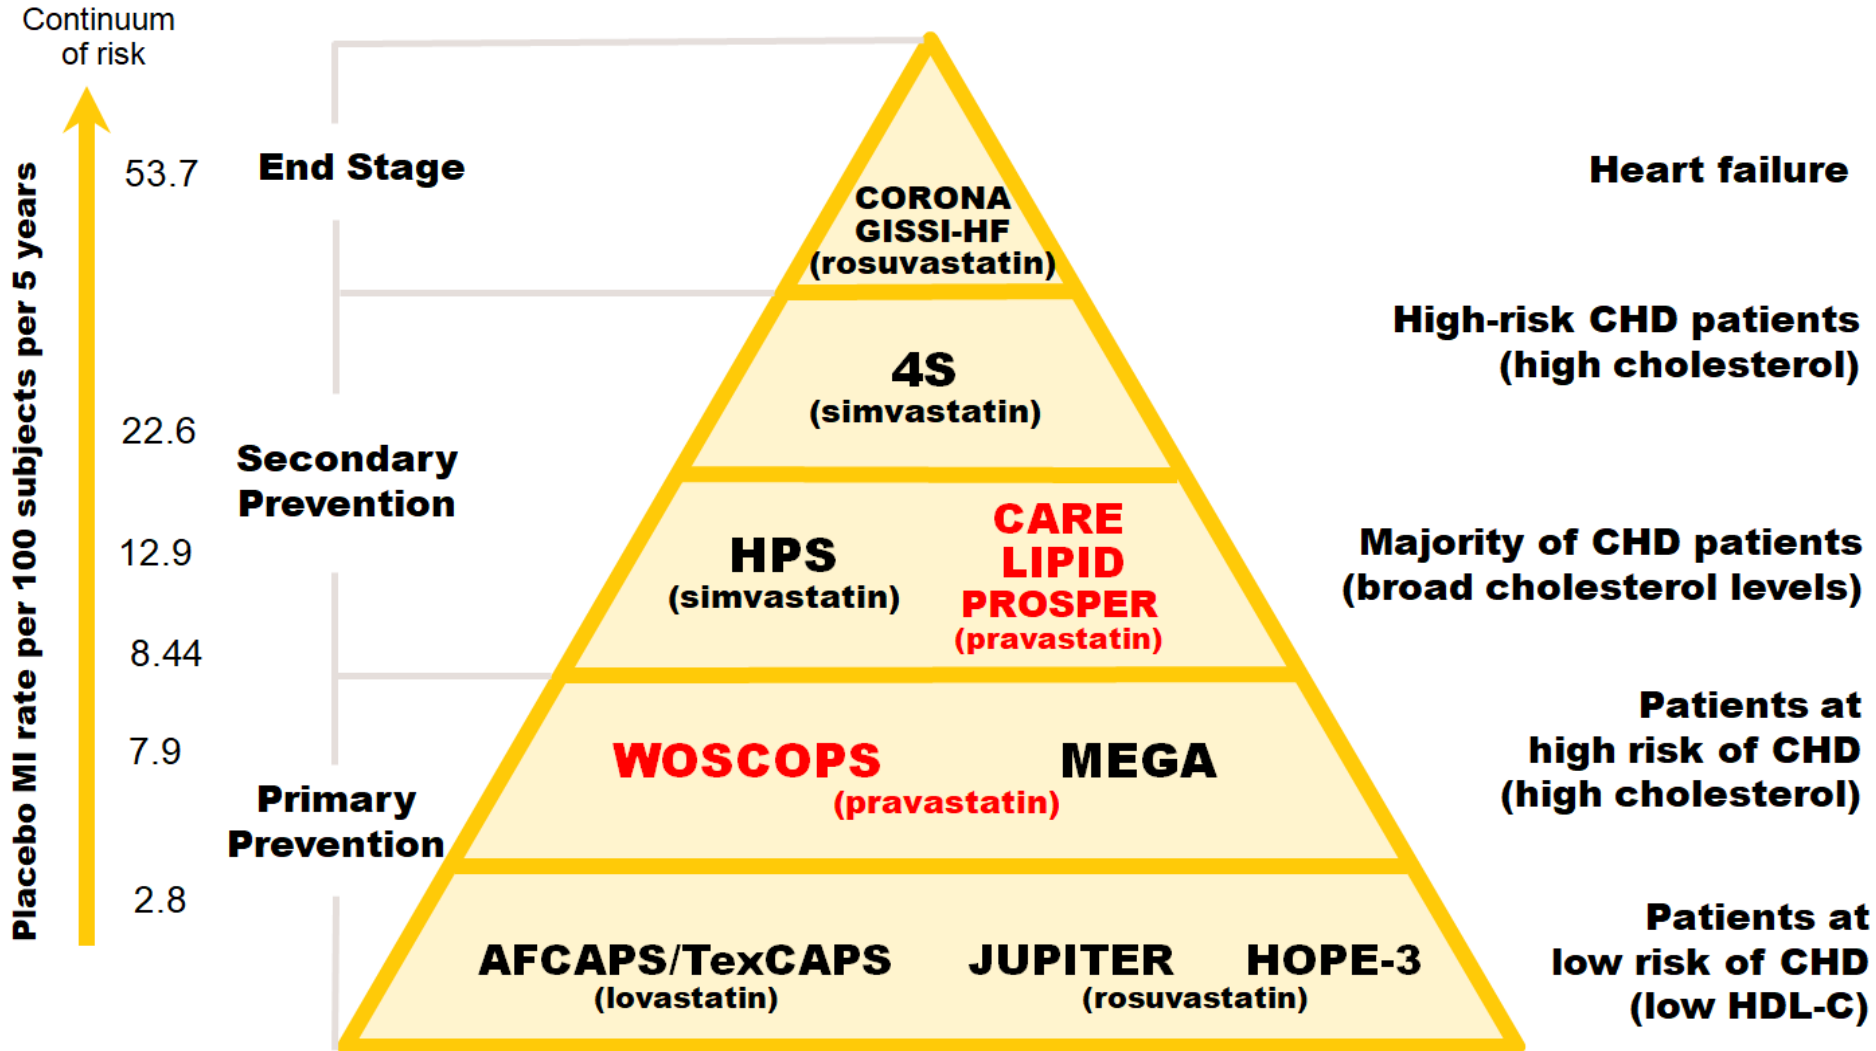 Continuum
of risk
Placebo MI rate per 100 subjects per 5 years
53.7
22.6
12.9
8.44
7.9
2.8
End Stage
Secondary
Prevention
Primary
Prevention
CORONA
GISSI-HF
(rosuvastatin)
4S
(simvastatin)
HPS
(simvastatin)
CARE
LIPID
PROSPER
(pravastatin)
WOSCOPS
MEGA
(pravastatin)
AFCAPS/TexCAPS
(lovastatin)
JUPITER
HOPE-3
(rosuvastatin)
Heart failure
High-risk CHD patients
(high cholesterol)
Majority of CHD patients
(broad cholesterol levels)
Patients at
high risk of CHD
(high cholesterol)
Patients at
low risk of CHD
(low HDL-C)